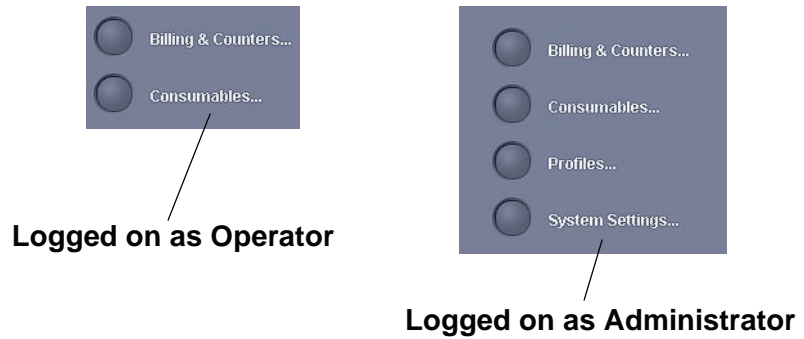 Billing & Counters...
Consumables...
Logged on as Operator
Billing & Counters...
Consumables...
Profiles...
System Settings...
Logged on as Administrator